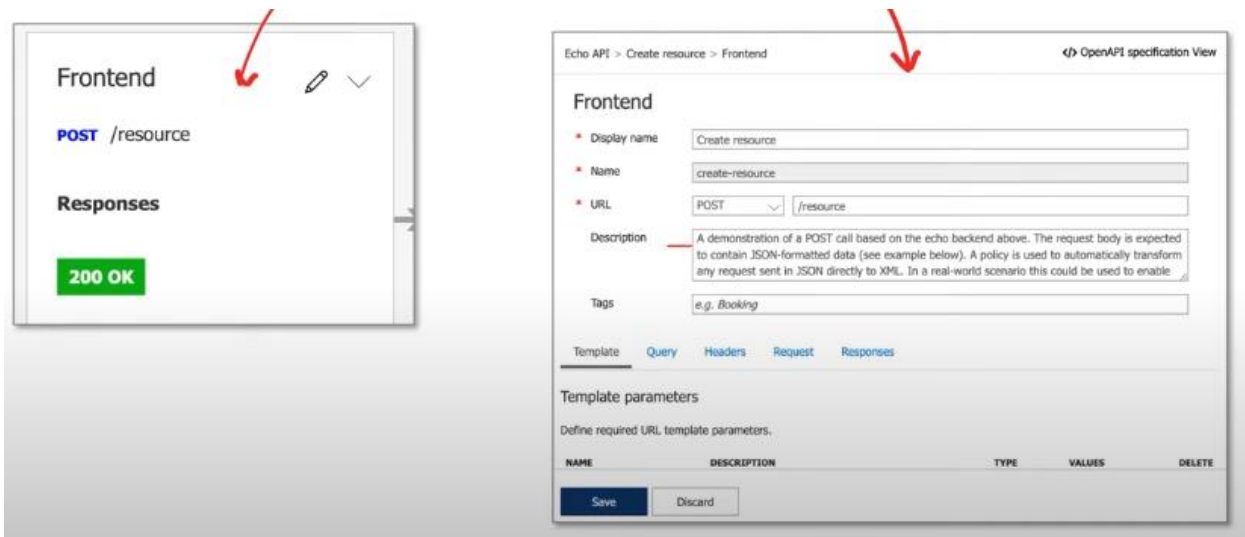 Frontend
POST /resource
Responses
200 OK
Echo API > Create resource > Frontend
</> OpenAPI specification View
Frontend
* Display name
Create resource
* Name
create-resource
* URL
POST
/resource
Description
A demonstration of a POST call based on the echo backend above. The request body is expected
to contain JSON-formatted data (see example below). A policy is used to automatically transform
any request sent in JSON directly to XML. In a real-world scenario this could be used to enable
Tags
e.g. Booking
Template Query Headers Request Responses
Template parameters
Define required URL template parameters.
NAME DESCRIPTION TYPE VALUES DELETE
Save Discard